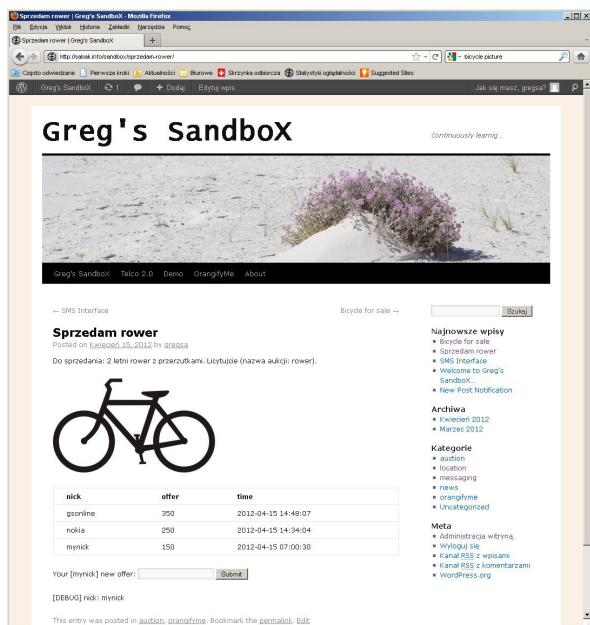 Sprzedam rower | Greg's SandboX - Mozilla Firefox
Plik Edycja Widok Historia Zakładki Narzędzia Pomoc
Sprzedam rower | Greg's SandboX +
http://sabak.info/sandbox/sprzedam-rower/ bicycle picture
Często odwiedzane Pierwsze kroki Aktualności Biurowe Skrzynka odbiorcza Statystyki oglądalności Suggested Sites
Greg's SandboX 1 + Dodaj Edytuj wpis Jak się masz, gregsa?
Greg's SandboX
Continuously learnig...
Greg's SandboX Telco 2.0 Demo OrangifyMe About
← SMS Interface Bicycle for sale →
Sprzedam rower
Posted on Kwiecień 15, 2012 by gregsa
Do sprzedania: 2 letni rower z przerzutkami. Licytujcie (nazwa aukcji: rower).
nick offer time
gsonline 350 2012-04-15 14:48:07
nokia 250 2012-04-15 14:34:04
mynick 150 2012-04-15 07:00:30
Your [mynick] new offer: Submit
[DEBUG] nick: mynick
This entry was posted in auction, orangifyme. Bookmark the permalink. Edit
Szukaj
Najnowsze wpisy
Bicycle for sale
Sprzedam rower
SMS Interface
Welcome to Greg's
SandboX...
New Post Notification
Archiwa
Kwiecień 2012
Marzec 2012
Kategorie
auction
location
messaging
news
orangifyme
Uncategorized
Meta
Administracja witryną
Wyloguj się
Kanał RSS z wpisami
Kanał RSS z komentarzami
WordPress.org